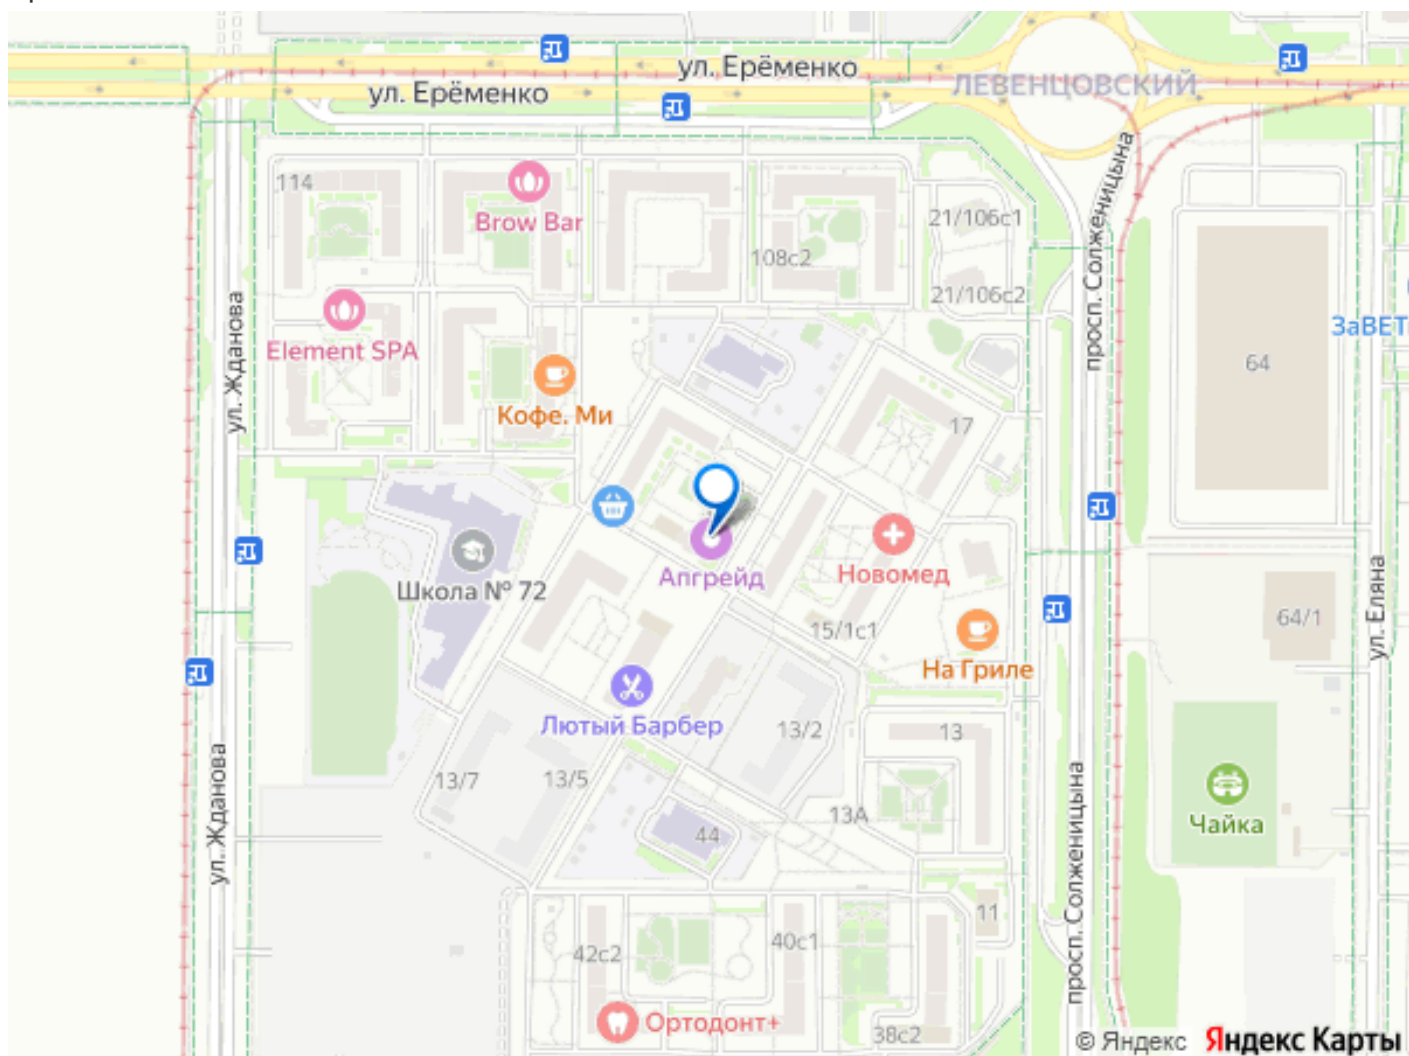 ул. Ерёменко
ЛЕВЕНЦОВСКИЙ
ул. Ерёменко
114
Brow Bar
21/106с1
просп. Солженицына
108с2
21/106с2
ул. Жданова
Element SPA
ЗаВЕТ
64
Кофе. Ми
17
Школа № 72
Апгрейд
Новомед
64/1
ул. Еляна
15/1с1
На Гриле
Лютый Барбер
13/2
13
13/7
13/5
ул. Жданова
13А
Чайка
44
просп. Солженицына
11
42с2
40с1
Ортодонт+
38с2
© Яндекс Яндекс Карты